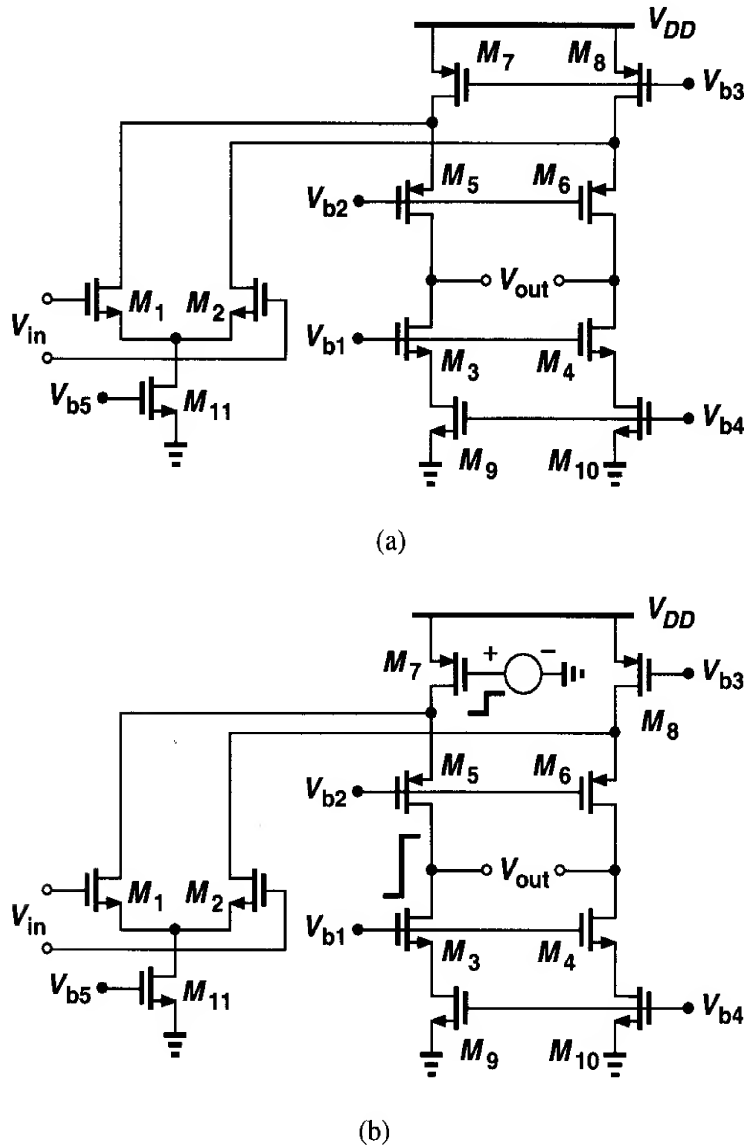 V_DD
M_7 M_8
V_b3
M_5 M_6
V_b2
V_out
M_1 M_2
V_in
V_b1
M_3 M_4
V_b5
M_11
V_b4
M_9 M_10
(a)
V_DD
M_7 + −
V_b3
M_8
M_5 M_6
V_b2
V_out
M_1 M_2
V_in
V_b1
M_3 M_4
V_b5
M_11
V_b4
M_9 M_10
(b)